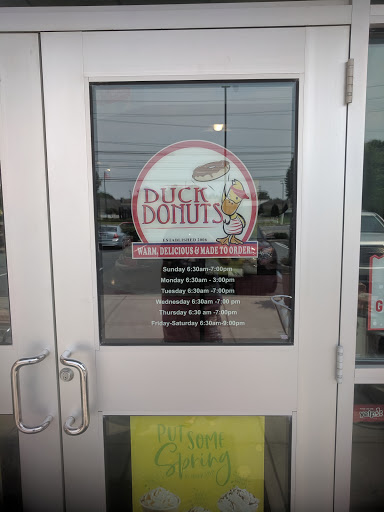 DUCK
DONUTS
ESTABLISHED 2006
WARM, DELICIOUS & MADE TO ORDER!
Sunday 6:30am-7:00pm
Monday 6:30am - 3:00pm
Tuesday 6:30am -7:00pm
Wednesday 6:30am -7:00 pm
Thursday 6:30 am -7:00pm
Friday-Saturday 6:30am-8:00pm
PUT SOME
Spring